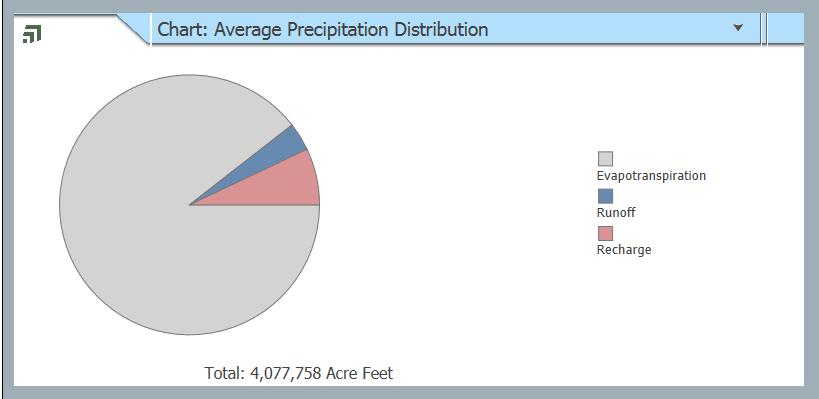 Chart: Average Precipitation Distribution
Evapotranspiration
Runoff
Recharge
Total: 4,077,758 Acre Feet